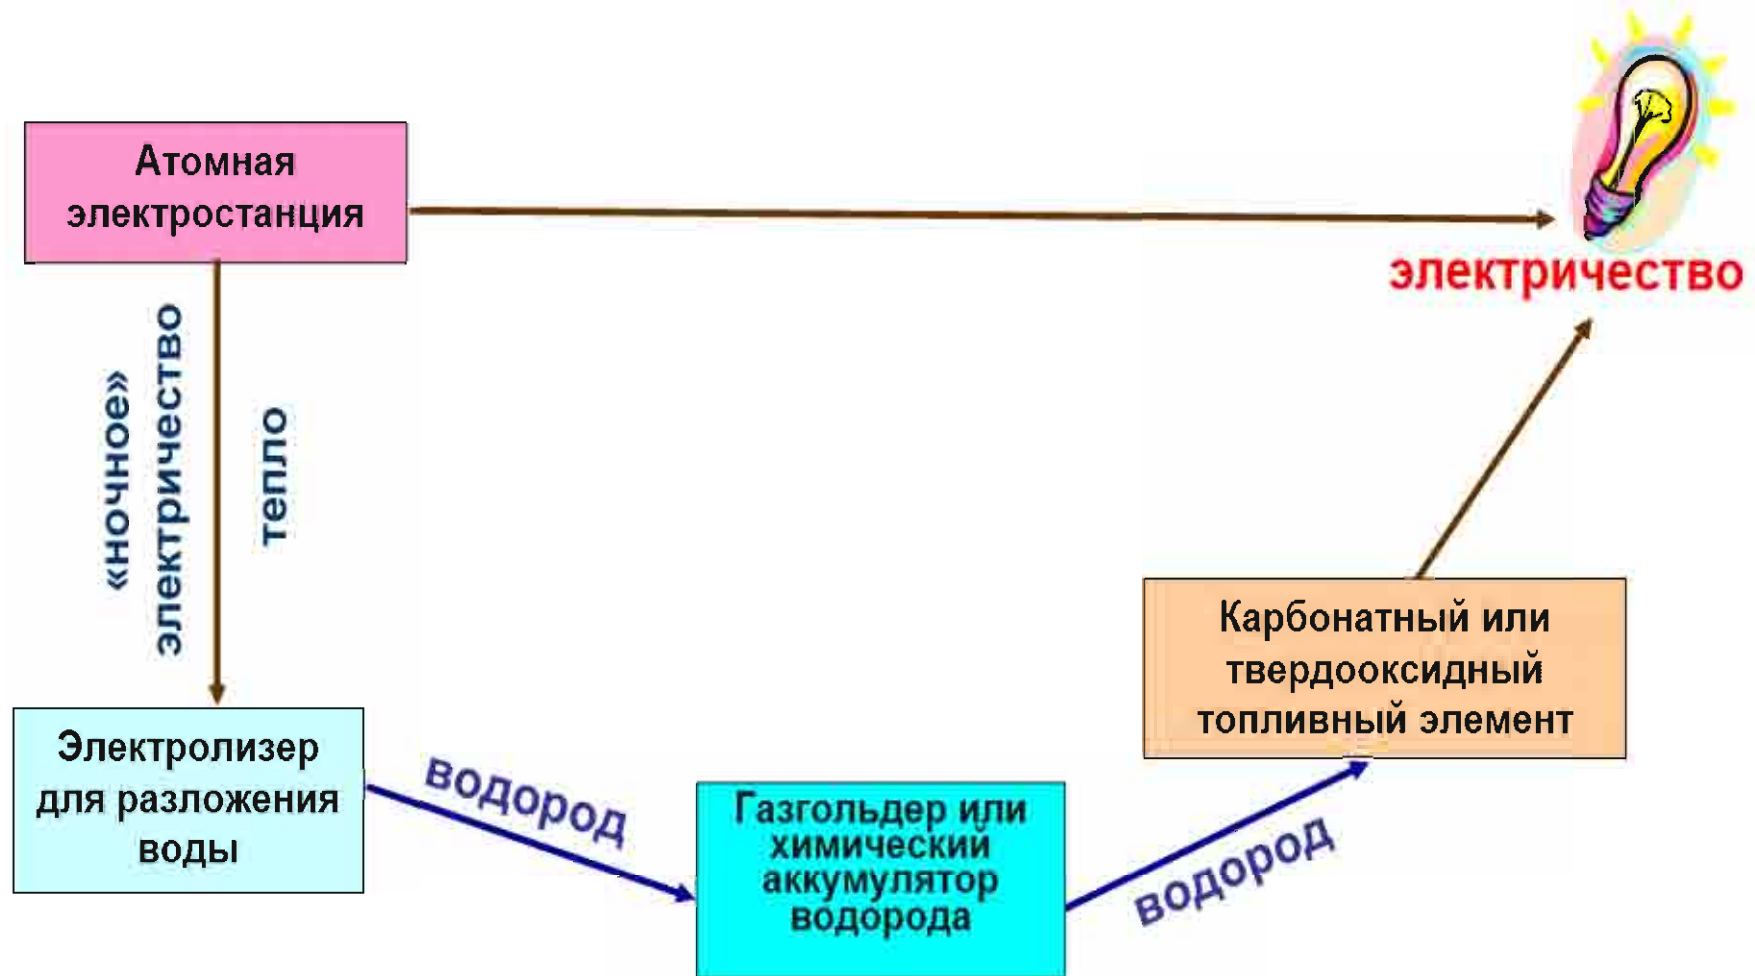 Атомная
электростанция
электричество
«ночное»
электричество
тепло
Электролизер
для разложения
воды
водород
Газгольдер или
химический
аккумулятор
водорода
водород
Карбонатный или
твердооксидный
топливный элемент